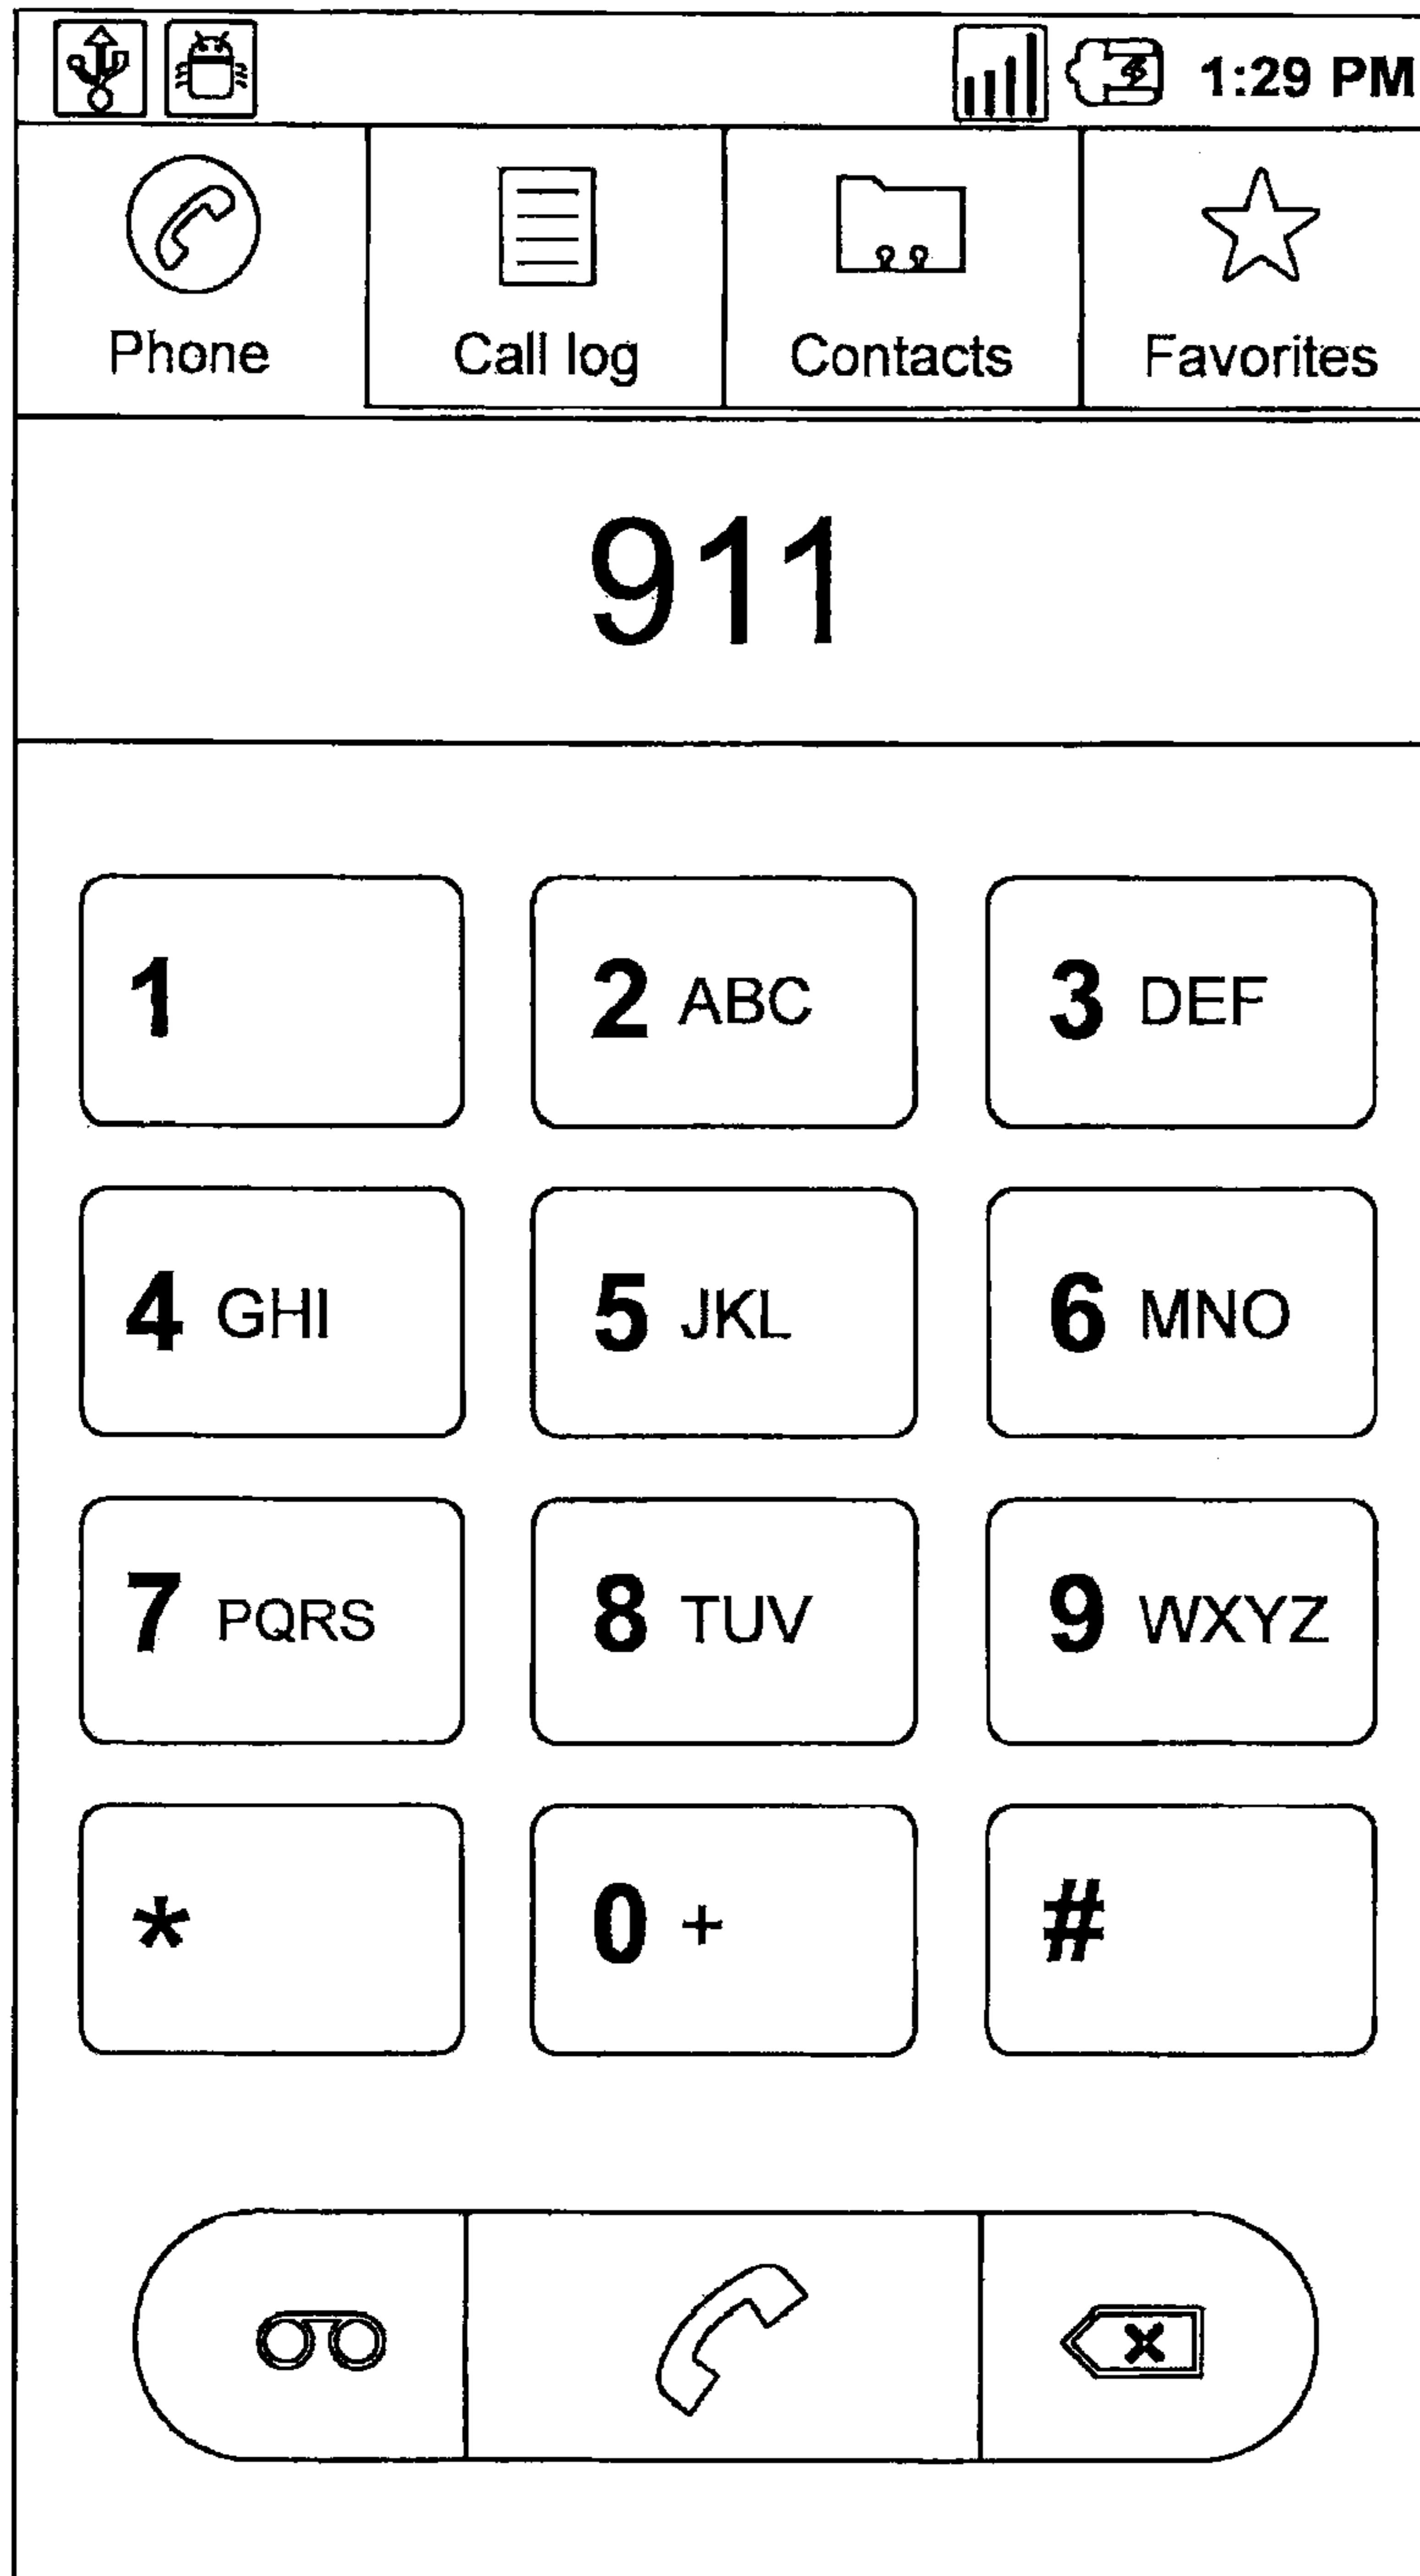 1:29 PM
Phone Call log Contacts Favorites
911
1 2 ABC 3 DEF
4 GHI 5 JKL 6 MNO
7 PQRS 8 TUV 9 WXYZ
* 0 + #